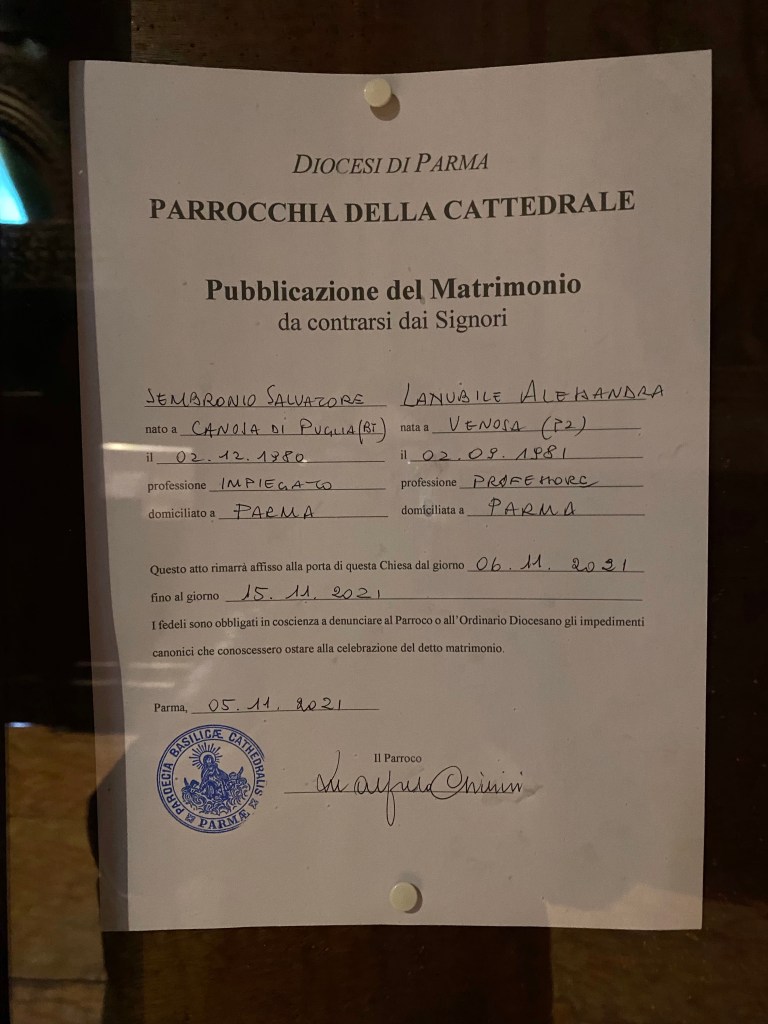 DIOCESI DI PARMA
PARROCCHIA DELLA CATTEDRALE
Pubblicazione del Matrimonio
da contrarsi dai Signori
SEMBRONIO SALVATORE LANUBILE ALESSANDRA
nato a CANOSA DI PUGLIA (BT) nata a VENOSA (PZ)
il 02.12.1980 il 02.09.1981
professione IMPIEGATO professione PROFESSORE
domiciliato a PARMA domiciliata a PARMA
Questo atto rimarrà affisso alla porta di questa Chiesa dal giorno 06.11.2021
fino al giorno 15.11.2021
I fedeli sono obbligati in coscienza a denunciare al Parroco o all'Ordinario Diocesano gli impedimenti
canonici che conoscessero ostare alla celebrazione del detto matrimonio.
Parma, 05.11.2021
PAROECIA BASILICÆ CATHEDRALIS
PARMÆ
Il Parroco